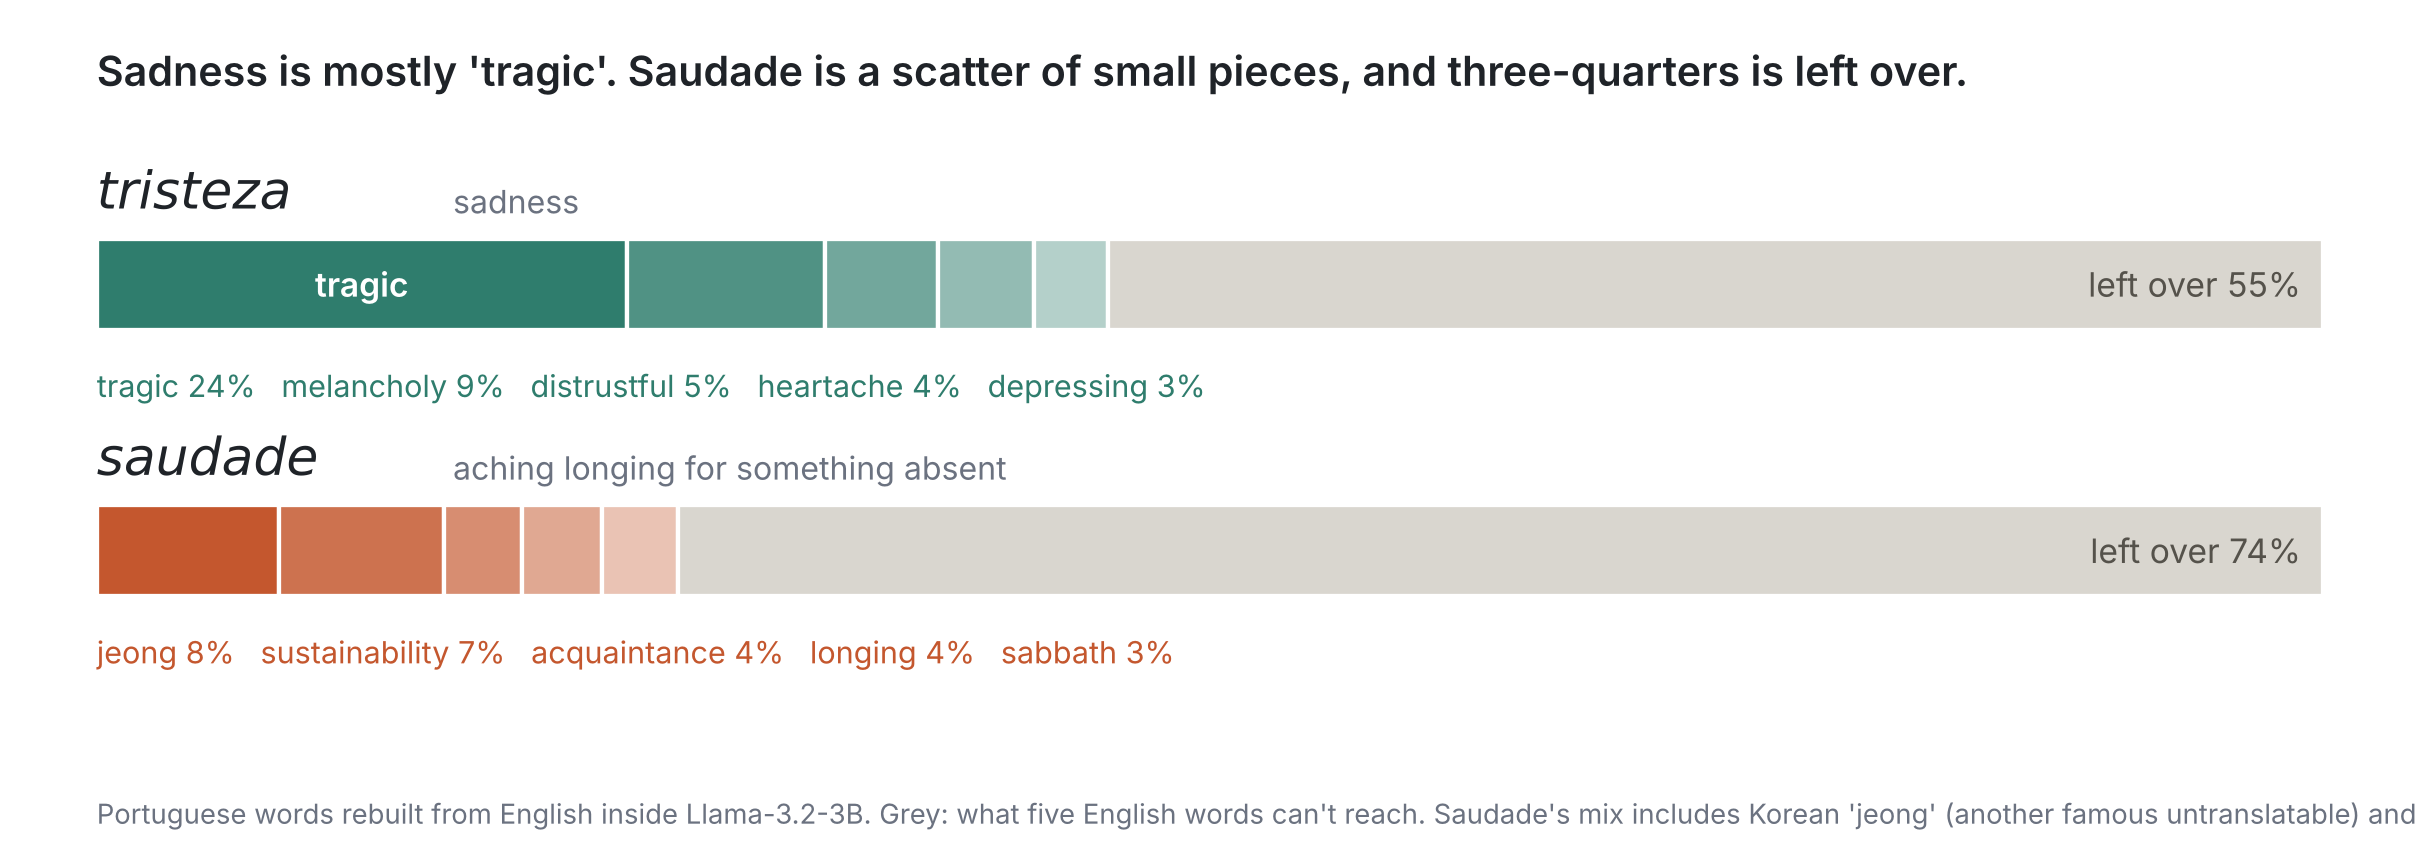 Sadness is mostly 'tragic'. Saudade is a scatter of small pieces, and three-quarters is left over.
tristeza sadness
tragic left over 55%
tragic 24% melancholy 9% distrustful 5% heartache 4% depressing 3%
saudade aching longing for something absent
left over 74%
jeong 8% sustainability 7% acquaintance 4% longing 4% sabbath 3%
Portuguese words rebuilt from English inside Llama-3.2-3B. Grey: what five English words can't reach. Saudade's mix includes Korean 'jeong' (another famous untranslatable) and